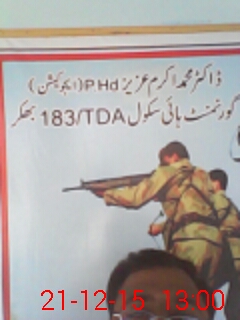 ڈاکٹر محمد اکرم عزیز P.Hd (ایجوکیشن)
گورنمنٹ ہائی سکول 183/TDA بھکر
21-12-15 13:00